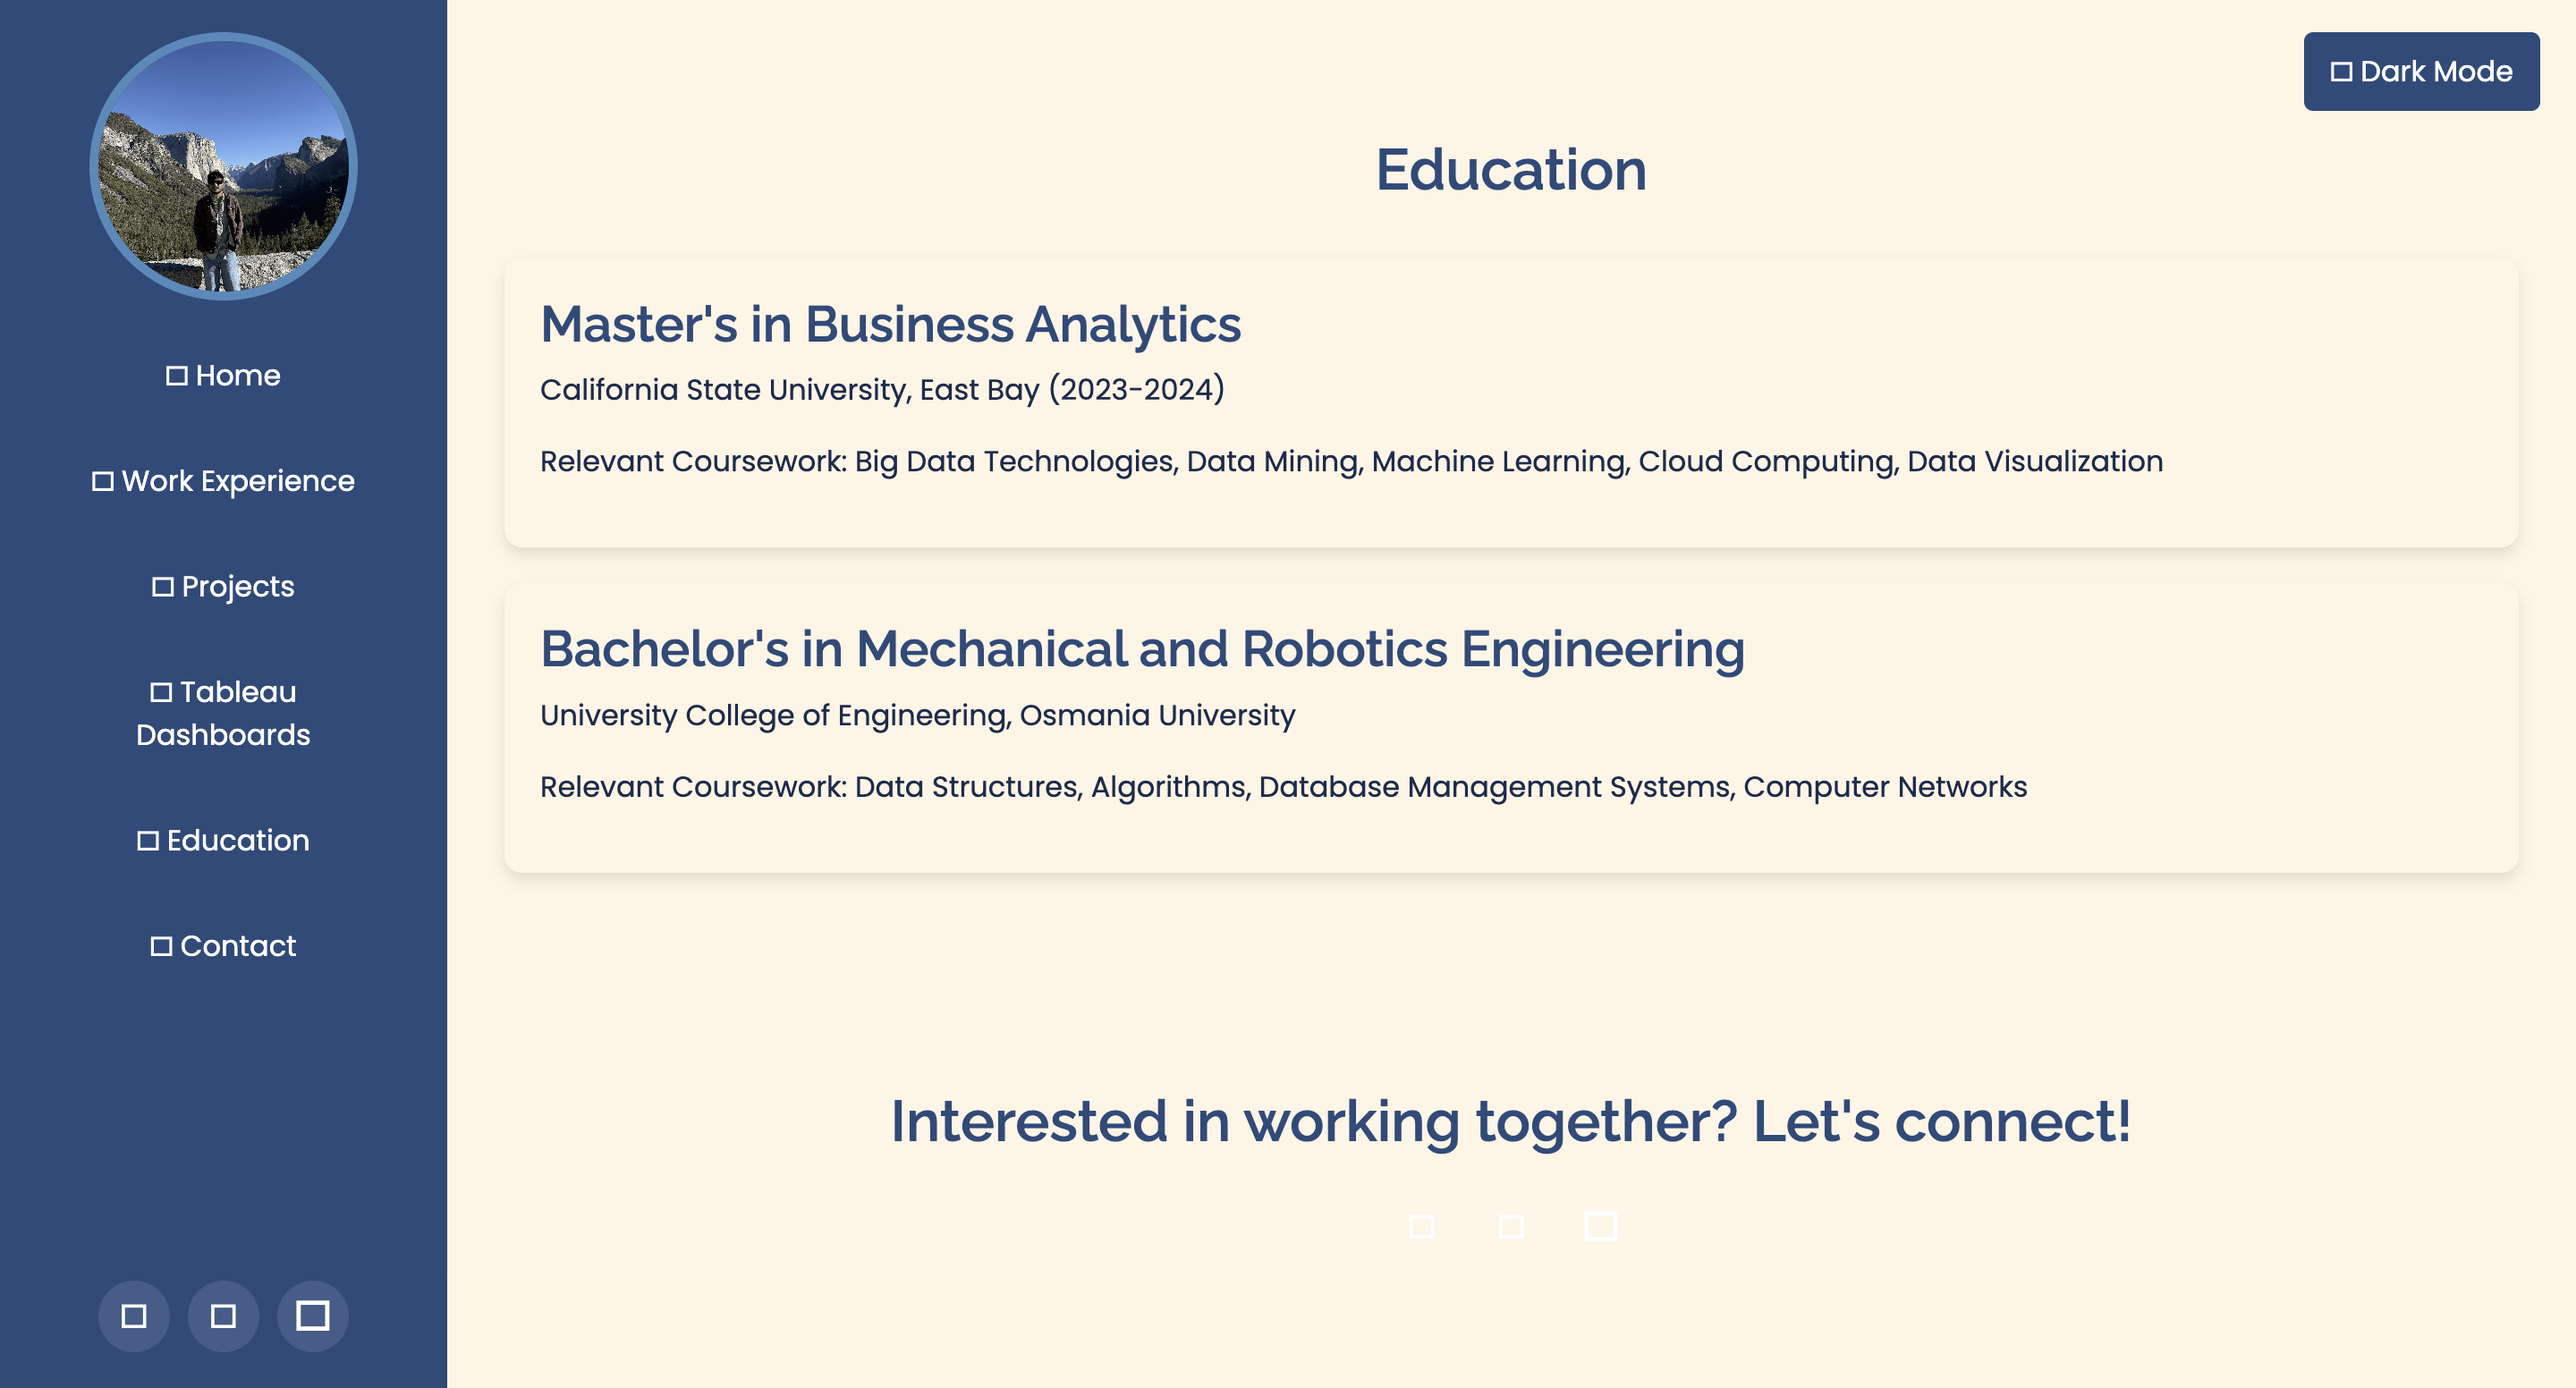 Home
Work Experience
Projects
Tableau
Dashboards
Education
Contact
Dark Mode
Education
Master's in Business Analytics
California State University, East Bay (2023-2024)
Relevant Coursework: Big Data Technologies, Data Mining, Machine Learning, Cloud Computing, Data Visualization
Bachelor's in Mechanical and Robotics Engineering
University College of Engineering, Osmania University
Relevant Coursework: Data Structures, Algorithms, Database Management Systems, Computer Networks
Interested in working together? Let's connect!